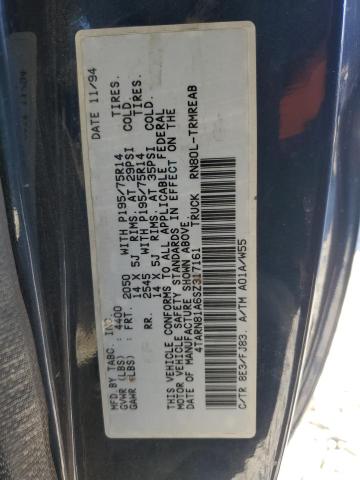 MFD BY TABC. INC. DATE 11/94
GVWR (LBS) 4400
GAWR (LBS) FRT. 2050 WITH P195/75R14 TIRES.
14 X 5J RIMS. AT 29PSI COLD.
RR. 2545 WITH P195/75R14 TIRES.
14 X 5J RIMS. AT 35PSI COLD.
THIS VEHICLE CONFORMS TO ALL APPLICABLE FEDERAL
MOTOR VEHICLE SAFETY STANDARDS IN EFFECT ON THE
DATE OF MANUFACTURE SHOWN ABOVE.
4TARN81A6SZ317161 TRUCK RN80L-TRMREAB
C/TR 8E3/FJ83. A/TM A01A/W55